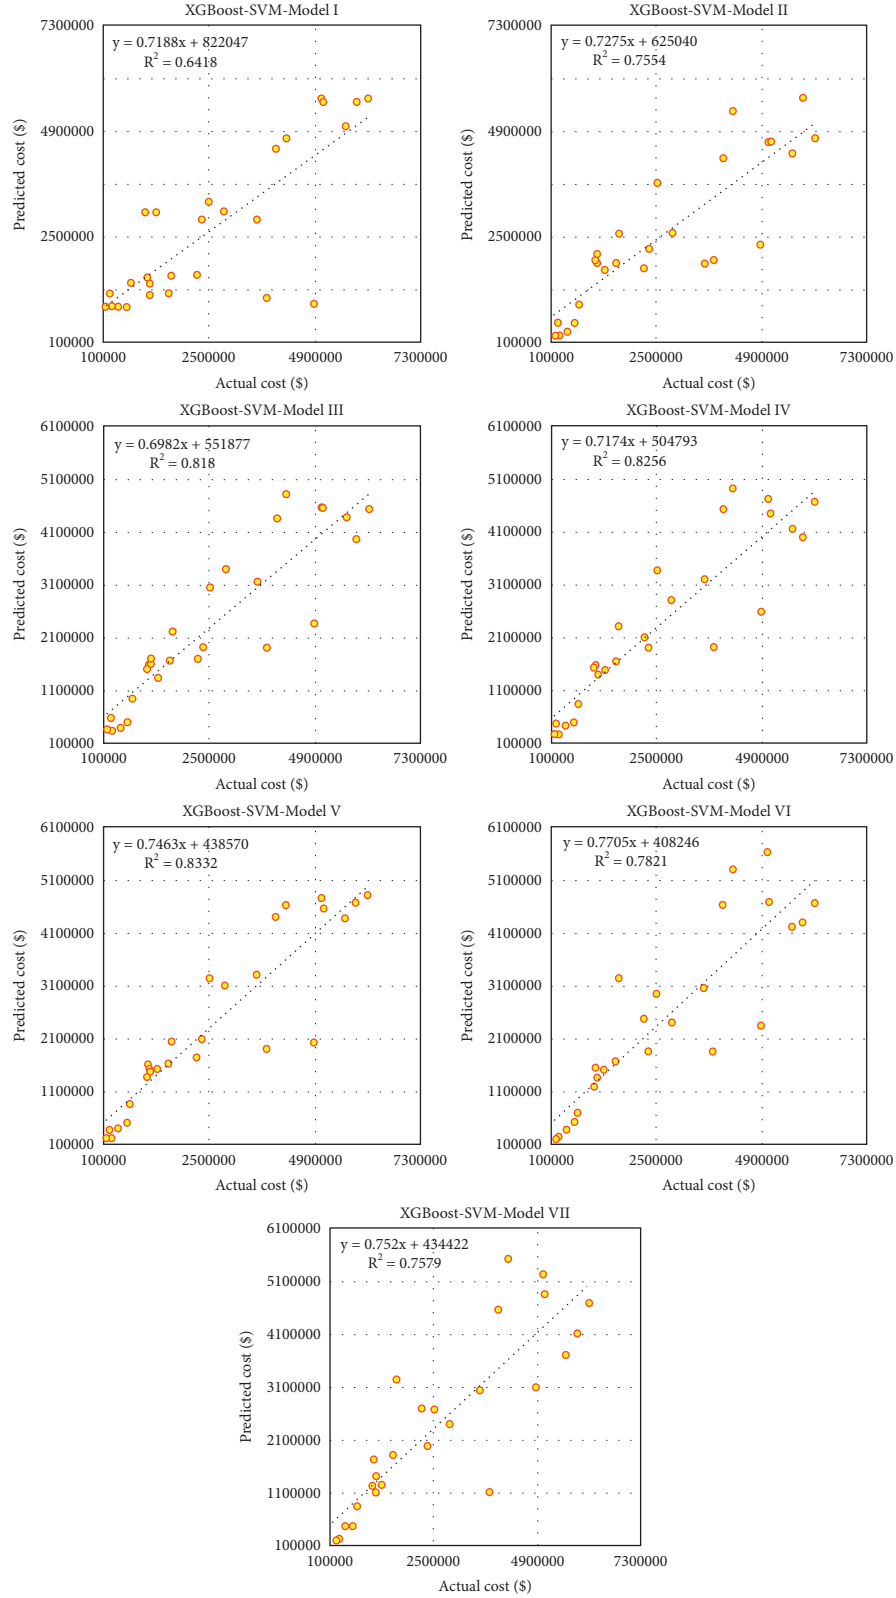 XGBoost-SVM-Model I
7300000
4900000
2500000
100000
y = 0.7188x + 822047
R² = 0.6418
Predicted cost ($)
100000 2500000 4900000 7300000
Actual cost ($)
XGBoost-SVM-Model II
7300000
4900000
2500000
100000
y = 0.7275x + 625040
R² = 0.7554
Predicted cost ($)
100000 2500000 4900000 7300000
Actual cost ($)
XGBoost-SVM-Model III
6100000
5100000
4100000
3100000
2100000
1100000
100000
y = 0.6982x + 551877
R² = 0.818
Predicted cost ($)
100000 2500000 4900000 7300000
Actual cost ($)
XGBoost-SVM-Model IV
6100000
5100000
4100000
3100000
2100000
1100000
100000
y = 0.7174x + 504793
R² = 0.8256
Predicted cost ($)
100000 2500000 4900000 7300000
Actual cost ($)
XGBoost-SVM-Model V
6100000
5100000
4100000
3100000
2100000
1100000
100000
y = 0.7463x + 438570
R² = 0.8332
Predicted cost ($)
100000 2500000 4900000 7300000
Actual cost ($)
XGBoost-SVM-Model VI
6100000
5100000
4100000
3100000
2100000
1100000
100000
y = 0.7705x + 408246
R² = 0.7821
Predicted cost ($)
100000 2500000 4900000 7300000
Actual cost ($)
XGBoost-SVM-Model VII
6100000
5100000
4100000
3100000
2100000
1100000
100000
y = 0.752x + 434422
R² = 0.7579
Predicted cost ($)
100000 2500000 4900000 7300000
Actual cost ($)